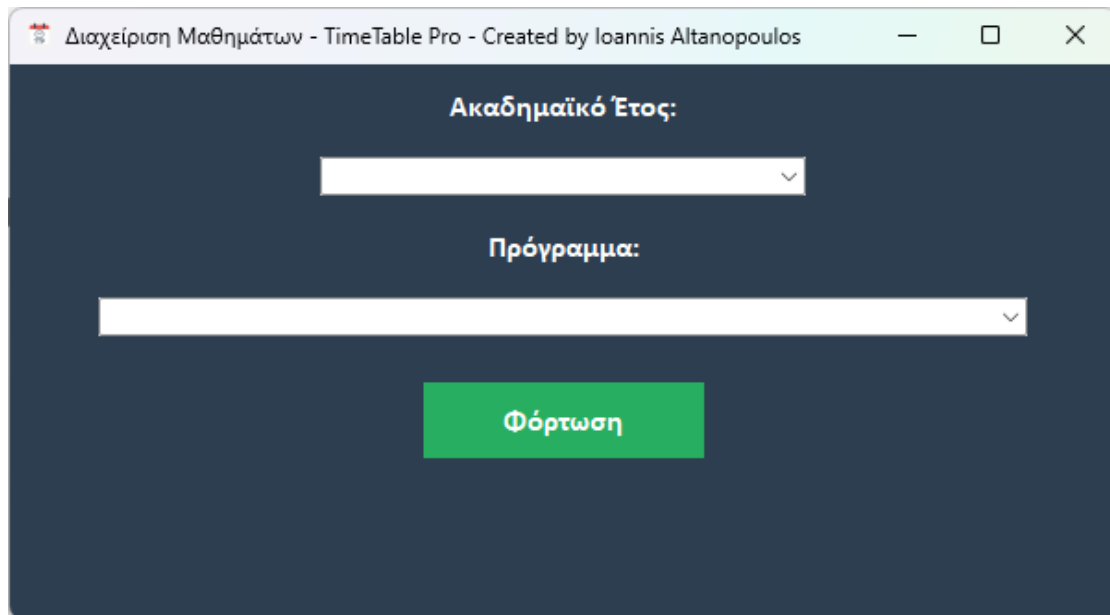 Διαχείριση Μαθημάτων - TimeTable Pro - Created by Ioannis Altanopoulos
Ακαδημαϊκό Έτος:
Πρόγραμμα:
Φόρτωση